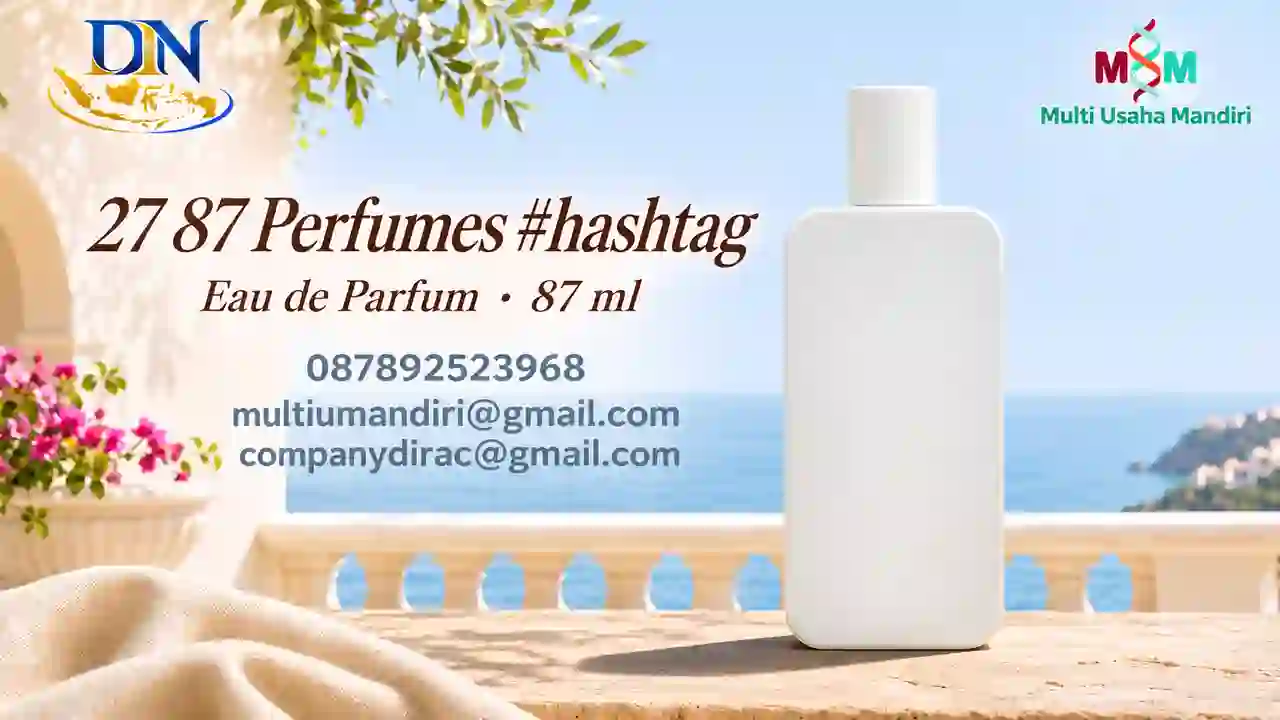 DN
M M
Multi Usaha Mandiri
27 87 Perfumes #hashtag
Eau de Parfum • 87 ml
087892523968
multiumandiri@gmail.com
companydirac@gmail.com